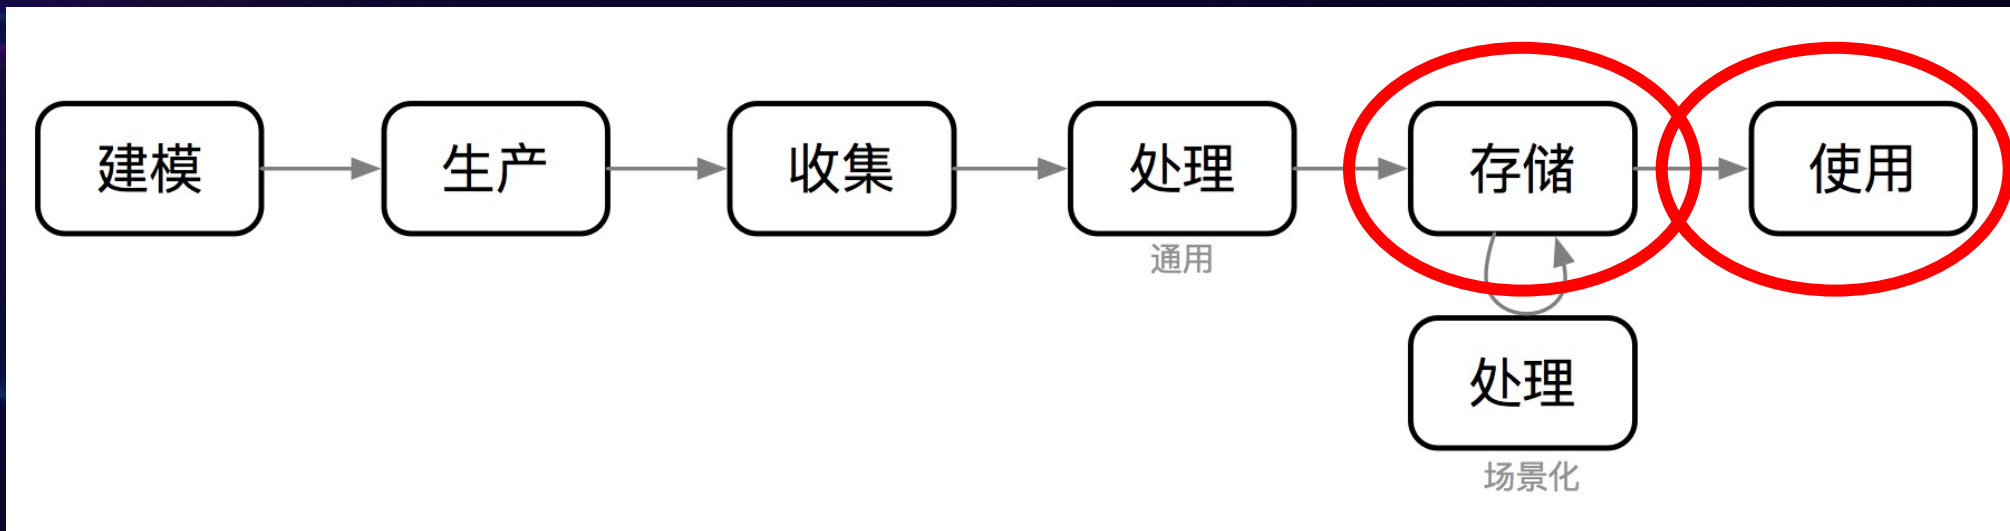 建模
生产
收集
处理
存储
使用
通用
处理
场景化